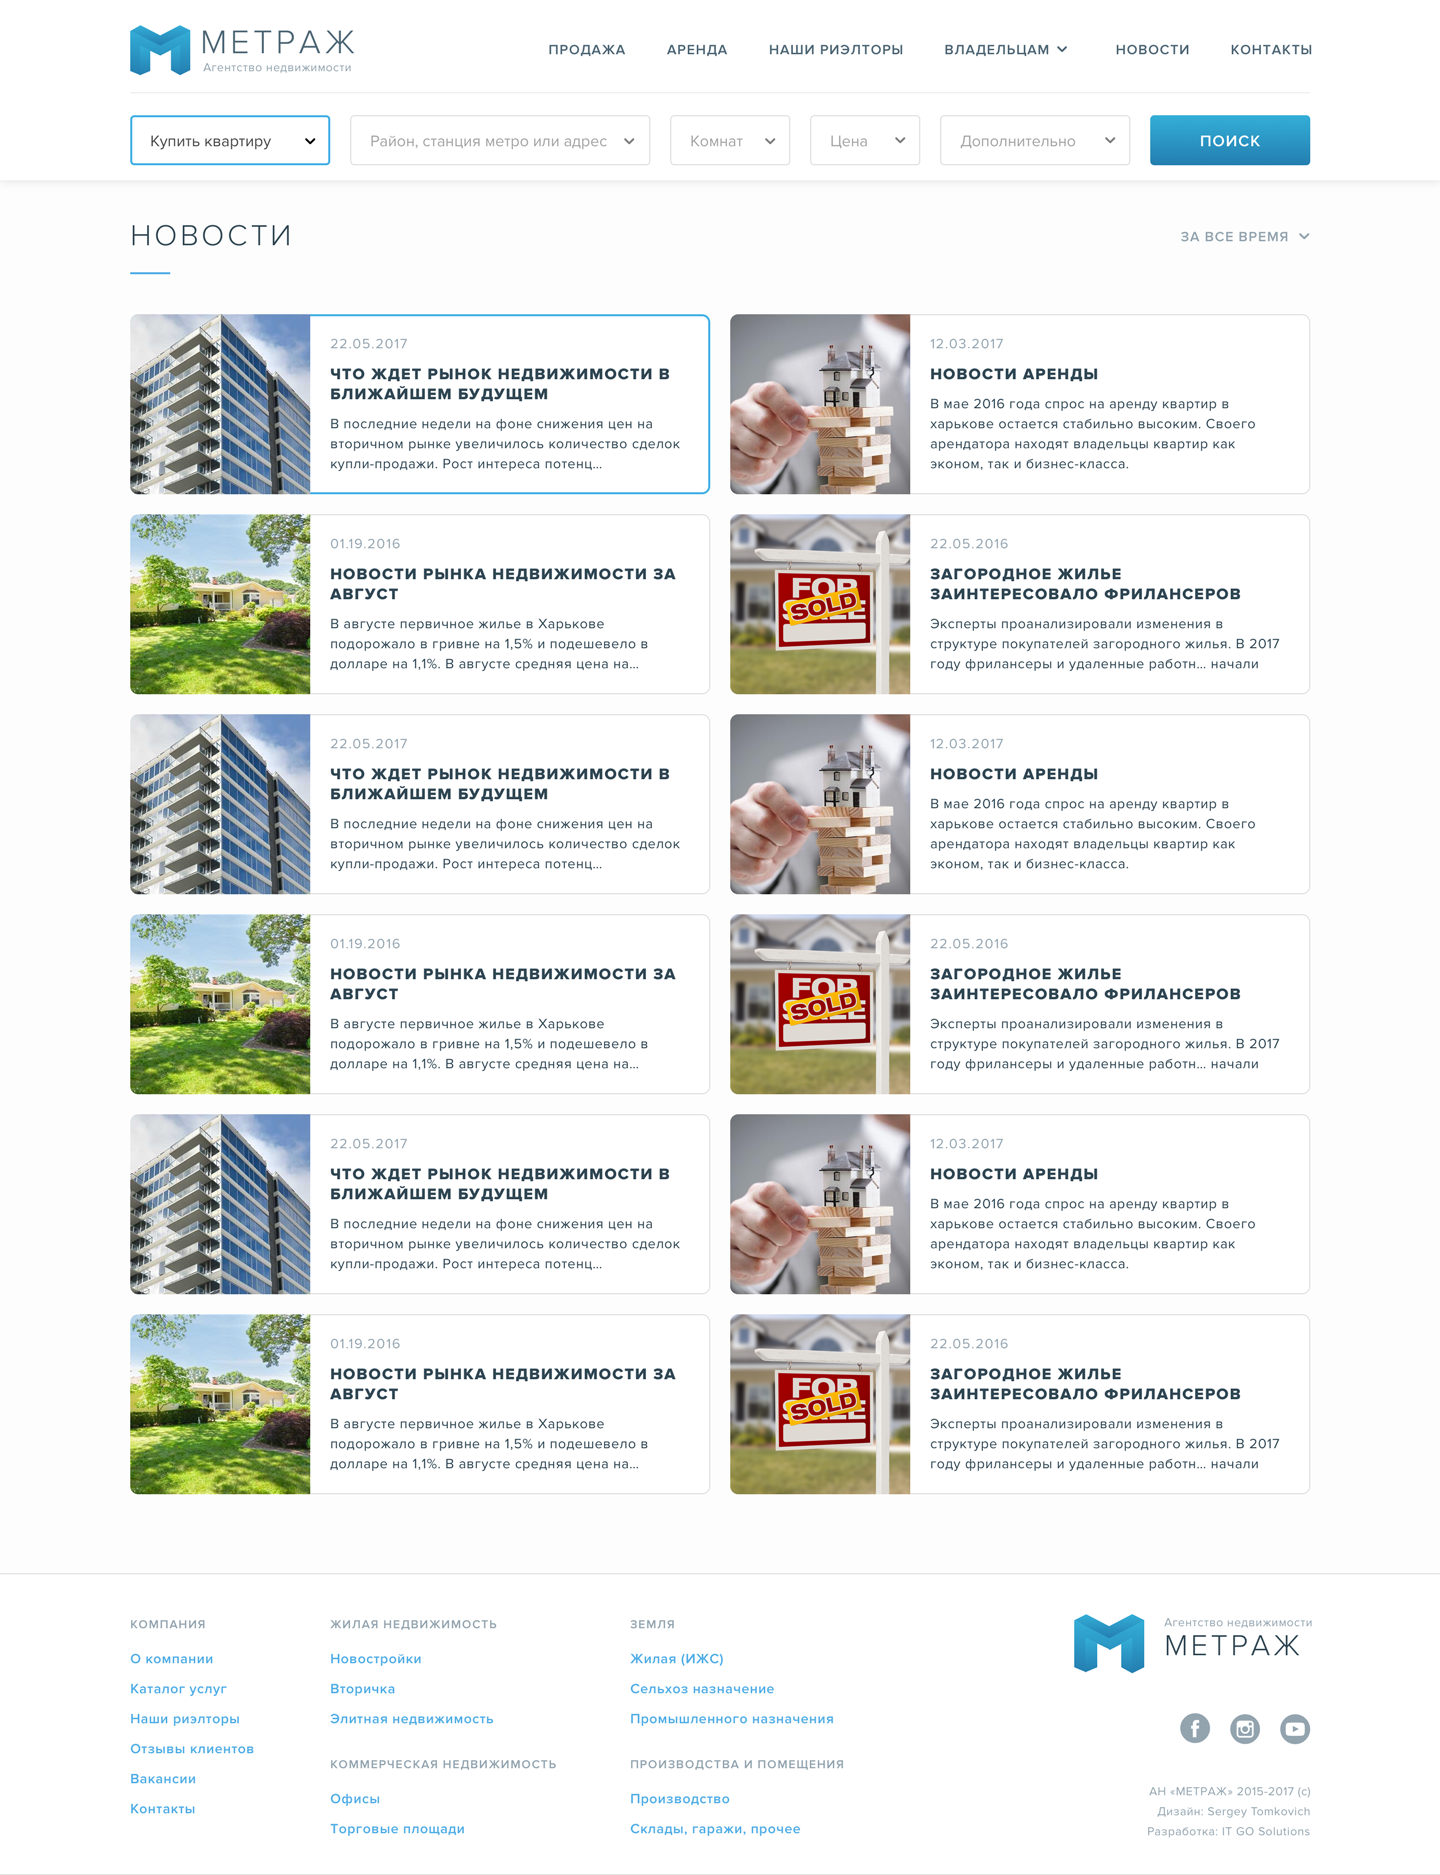 МЕТРАЖ
Агентство недвижимости
ПРОДАЖА АРЕНДА НАШИ РИЭЛТОРЫ ВЛАДЕЛЬЦАМ НОВОСТИ КОНТАКТЫ
Купить квартиру Район, станция метро или адрес Комнат Цена Дополнительно ПОИСК
НОВОСТИ
ЗА ВСЕ ВРЕМЯ
22.05.2017
ЧТО ЖДЕТ РЫНОК НЕДВИЖИМОСТИ В
БЛИЖАЙШЕМ БУДУЩЕМ
В последние недели на фоне снижения цен на
вторичном рынке увеличилось количество сделок
купли-продажи. Рост интереса потенц...
12.03.2017
НОВОСТИ АРЕНДЫ
В мае 2016 года спрос на аренду квартир в
харькове остается стабильно высоким. Своего
арендатора находят владельцы квартир как
эконом, так и бизнес-класса.
01.19.2016
НОВОСТИ РЫНКА НЕДВИЖИМОСТИ ЗА
АВГУСТ
В августе первичное жилье в Харькове
подорожало в гривне на 1,5% и подешевело в
долларе на 1,1%. В августе средняя цена на...
FOR
SOLD
22.05.2016
ЗАГОРОДНОЕ ЖИЛЬЕ
ЗАИНТЕРЕСОВАЛО ФРИЛАНСЕРОВ
Эксперты проанализировали изменения в
структуре покупателей загородного жилья. В 2017
году фрилансеры и удаленные работн... начали
22.05.2017
ЧТО ЖДЕТ РЫНОК НЕДВИЖИМОСТИ В
БЛИЖАЙШЕМ БУДУЩЕМ
В последние недели на фоне снижения цен на
вторичном рынке увеличилось количество сделок
купли-продажи. Рост интереса потенц...
12.03.2017
НОВОСТИ АРЕНДЫ
В мае 2016 года спрос на аренду квартир в
харькове остается стабильно высоким. Своего
арендатора находят владельцы квартир как
эконом, так и бизнес-класса.
01.19.2016
НОВОСТИ РЫНКА НЕДВИЖИМОСТИ ЗА
АВГУСТ
В августе первичное жилье в Харькове
подорожало в гривне на 1,5% и подешевело в
долларе на 1,1%. В августе средняя цена на...
FOR
SOLD
22.05.2016
ЗАГОРОДНОЕ ЖИЛЬЕ
ЗАИНТЕРЕСОВАЛО ФРИЛАНСЕРОВ
Эксперты проанализировали изменения в
структуре покупателей загородного жилья. В 2017
году фрилансеры и удаленные работн... начали
22.05.2017
ЧТО ЖДЕТ РЫНОК НЕДВИЖИМОСТИ В
БЛИЖАЙШЕМ БУДУЩЕМ
В последние недели на фоне снижения цен на
вторичном рынке увеличилось количество сделок
купли-продажи. Рост интереса потенц...
12.03.2017
НОВОСТИ АРЕНДЫ
В мае 2016 года спрос на аренду квартир в
харькове остается стабильно высоким. Своего
арендатора находят владельцы квартир как
эконом, так и бизнес-класса.
01.19.2016
НОВОСТИ РЫНКА НЕДВИЖИМОСТИ ЗА
АВГУСТ
В августе первичное жилье в Харькове
подорожало в гривне на 1,5% и подешевело в
долларе на 1,1%. В августе средняя цена на...
FOR
SOLD
22.05.2016
ЗАГОРОДНОЕ ЖИЛЬЕ
ЗАИНТЕРЕСОВАЛО ФРИЛАНСЕРОВ
Эксперты проанализировали изменения в
структуре покупателей загородного жилья. В 2017
году фрилансеры и удаленные работн... начали
КОМПАНИЯ
О компании
Каталог услуг
Наши риэлторы
Отзывы клиентов
Вакансии
Контакты
ЖИЛАЯ НЕДВИЖИМОСТЬ
Новостройки
Вторичка
Элитная недвижимость
КОММЕРЧЕСКАЯ НЕДВИЖИМОСТЬ
Офисы
Торговые площади
ЗЕМЛЯ
Жилая (ИЖС)
Сельхоз назначение
Промышленного назначения
ПРОИЗВОДСТВА И ПОМЕЩЕНИЯ
Производство
Склады, гаражи, прочее
Агентство недвижимости
МЕТРАЖ
АН «МЕТРАЖ» 2015-2017 (с)
Дизайн: Sergey Tomkovich
Разработка: IT GO Solutions